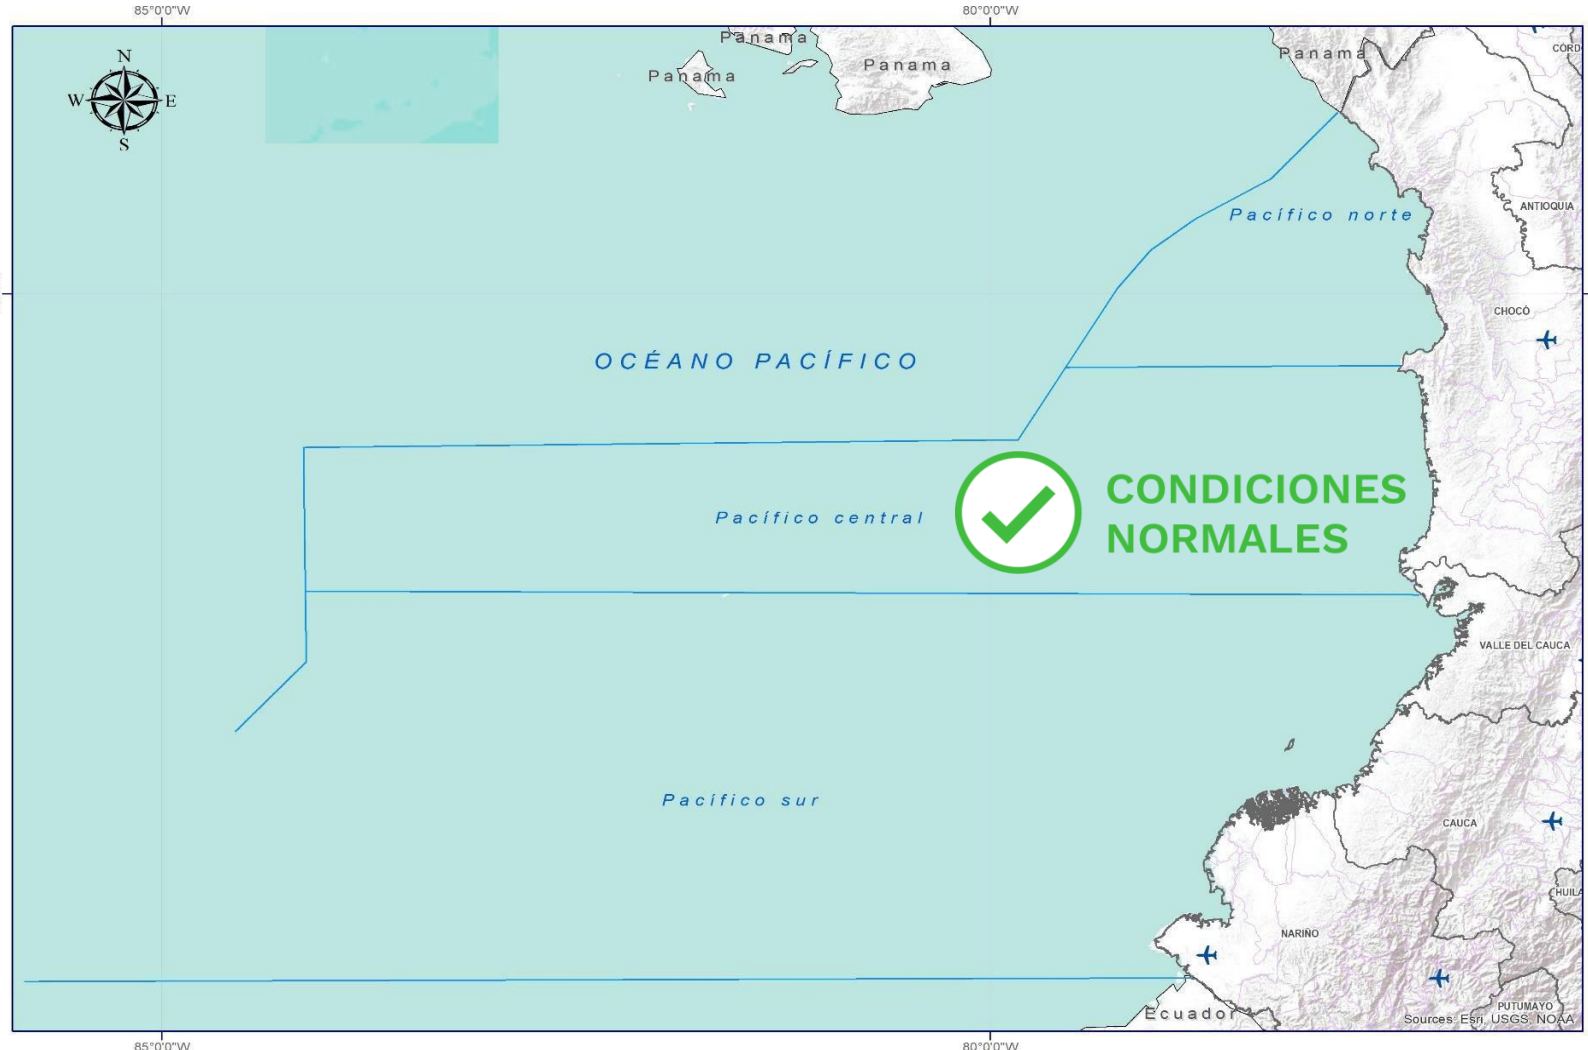 85°0'0"W
80°0'0"W
N
W
E
S
Panama
Panama
Panama
Panama
CÓRD
ANTIOQUIA
Pacífico norte
CHOCÓ
OCÉANO PACÍFICO
Pacífico central
CONDICIONES
NORMALES
VALLE DEL CAUCA
Pacífico sur
CAUCA
HUILA
NARIÑO
PUTUMAYO
Ecuador
Sources: Esri, USGS, NOAA
85°0'0"W
80°0'0"W